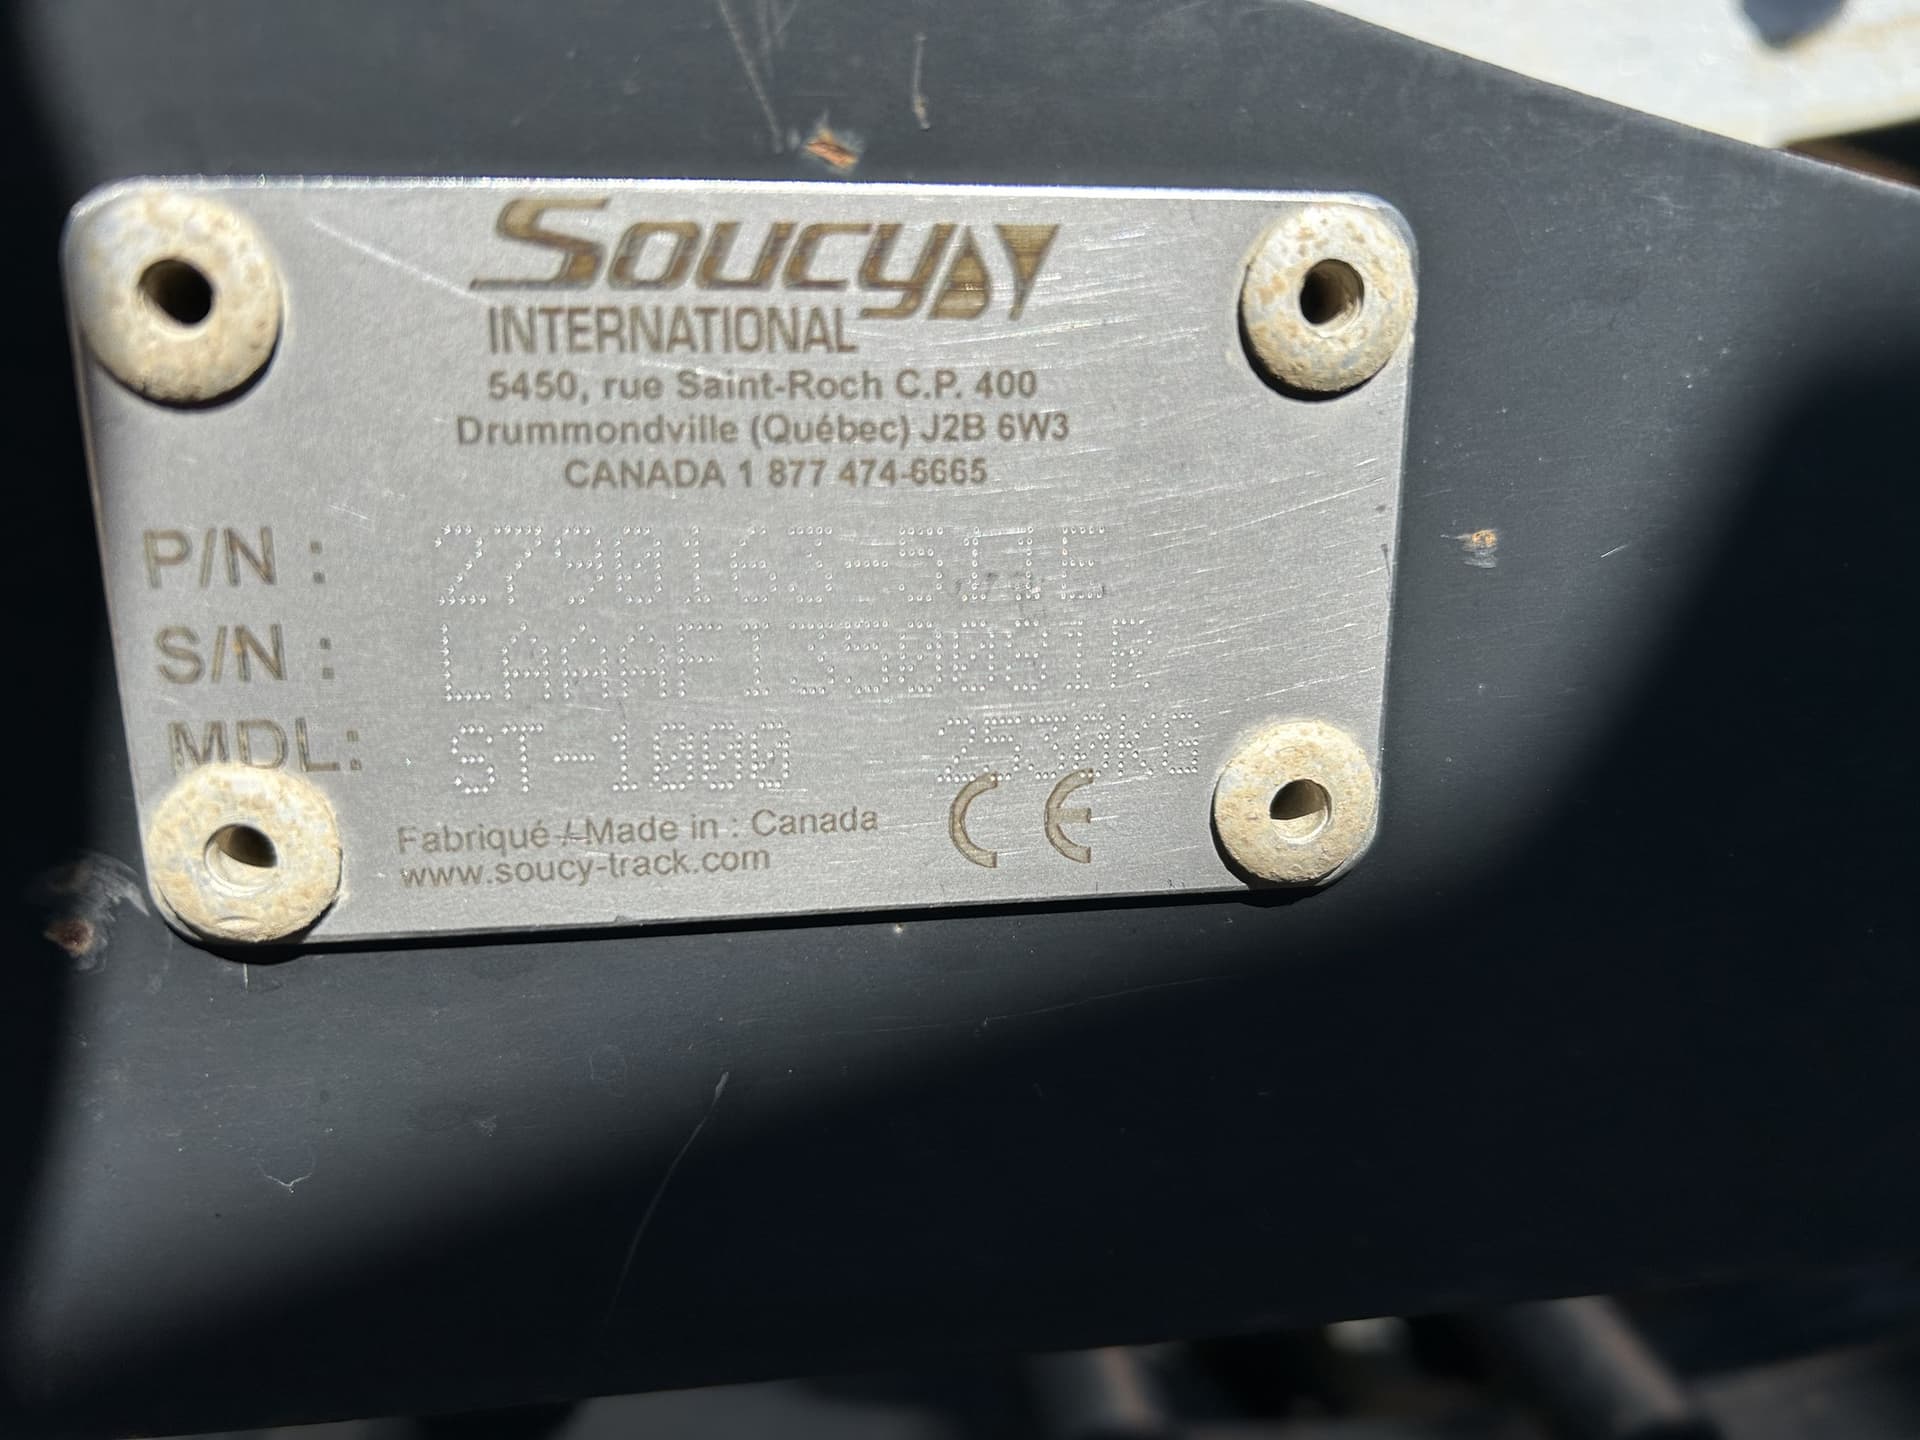 SOUCY
INTERNATIONAL
5450, rue Saint-Roch C.P. 400
Drummondville (Québec) J2B 6W3
CANADA 1 877 474-6665
P/N :
S/N :
MDL: ST-1000 2530KG
Fabriqué / Made in : Canada
www.soucy-track.com
CE